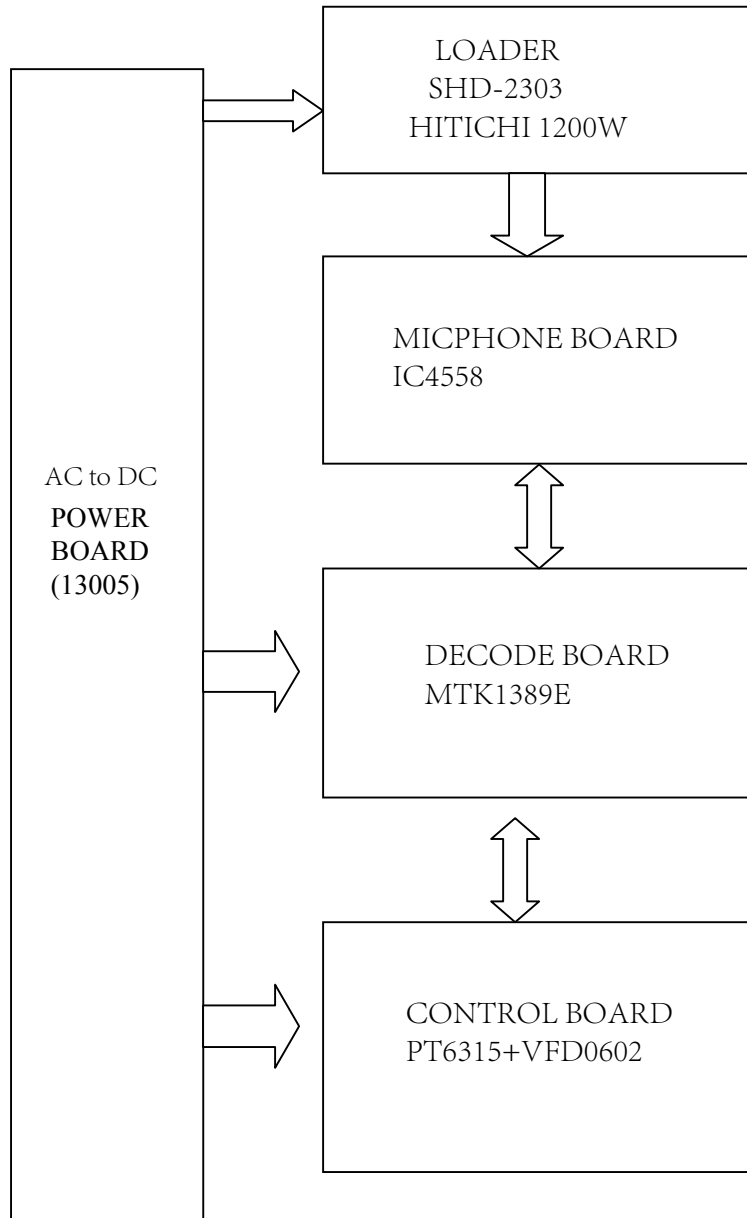 LOADER
SHD-2303
HITICHI 1200W
MICPHONE BOARD
IC4558
AC to DC
POWER
BOARD
(13005)
DECODE BOARD
MTK1389E
CONTROL BOARD
PT6315+VFD0602